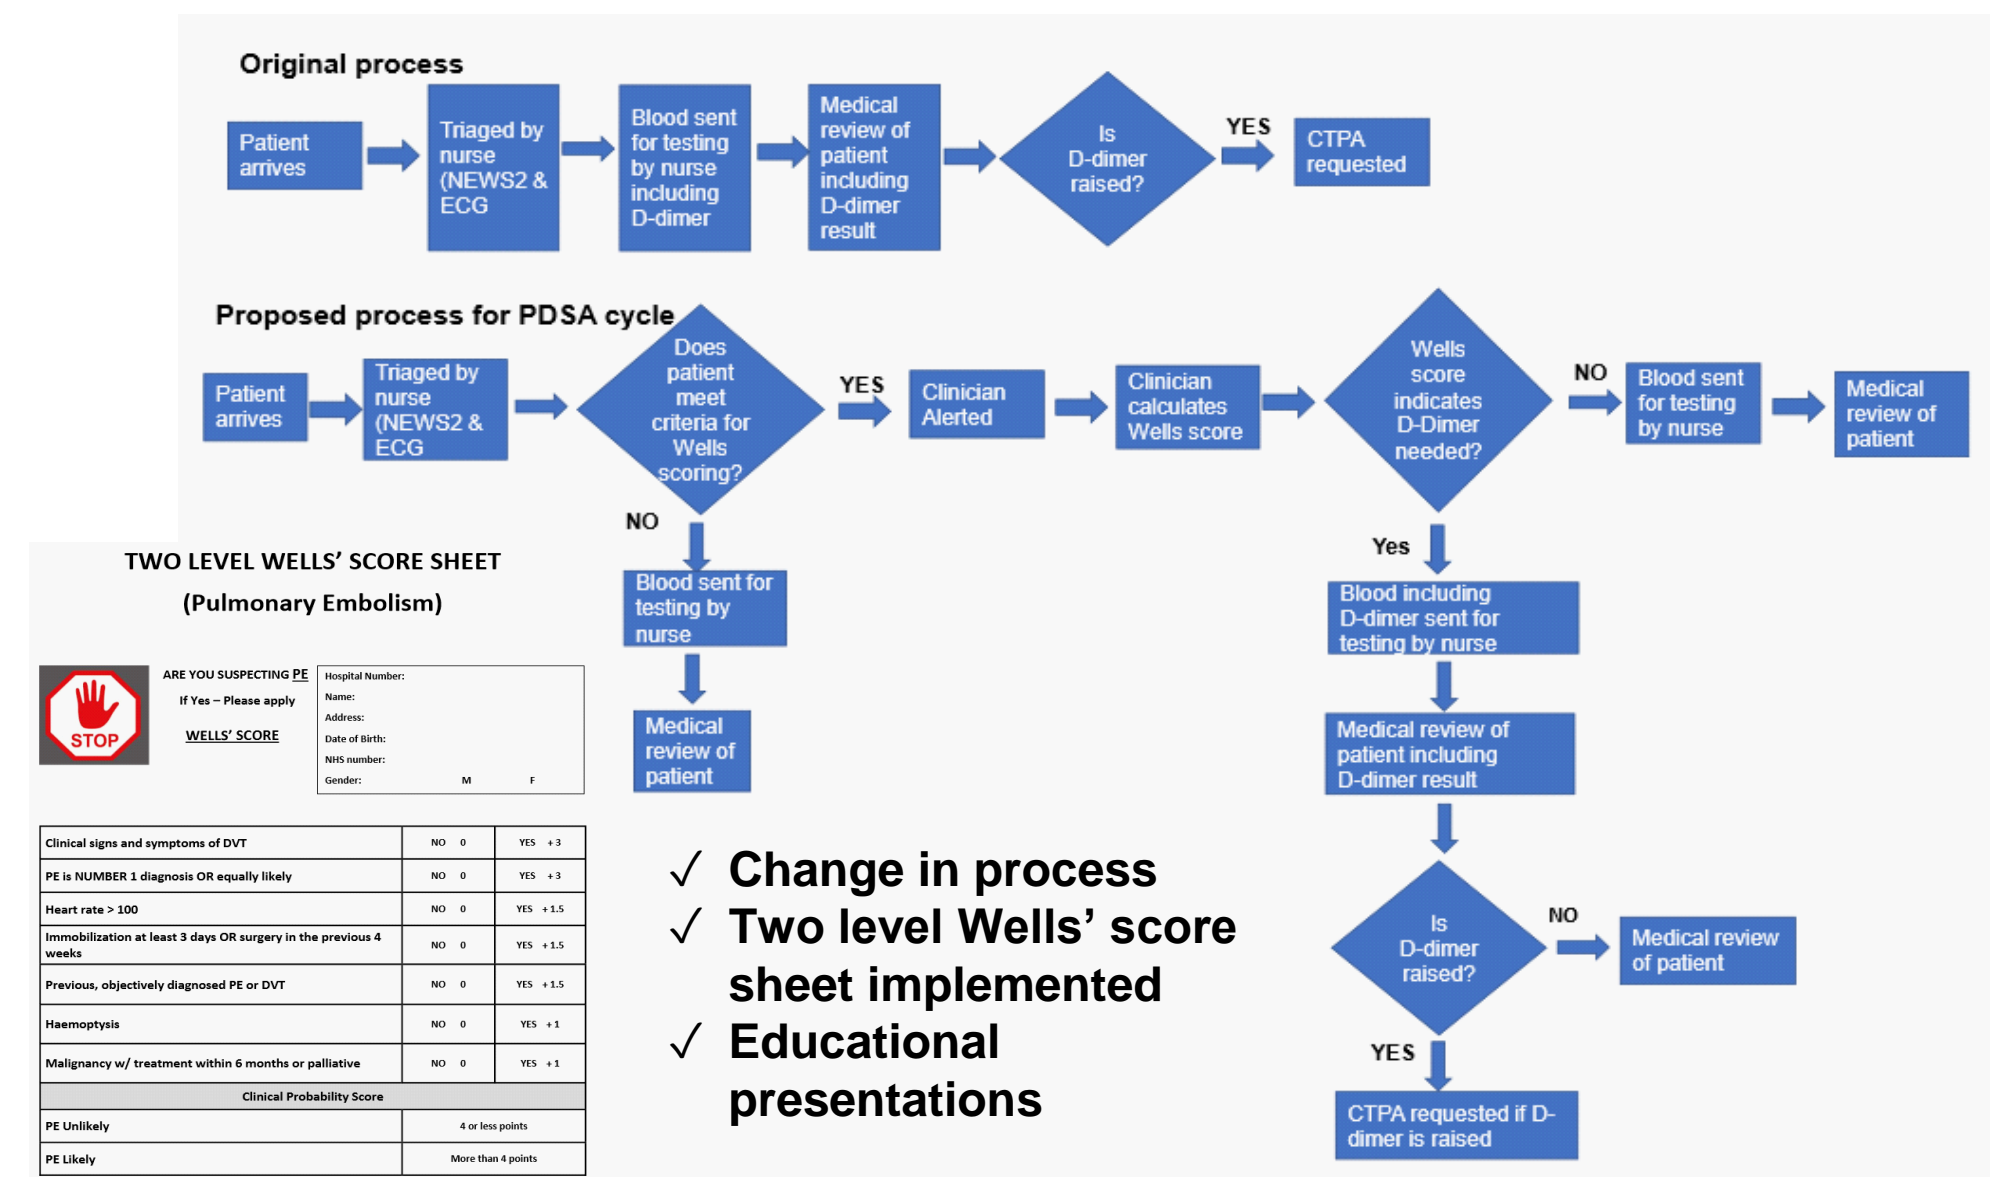 Original process
Patient
arrives
Triaged by
nurse
(NEWS2 &
ECG
Blood sent
for testing
by nurse
including
D-dimer
Medical
review of
patient
including
D-dimer
result
Is
D-dimer
raised?
YES
CTPA
requested
Proposed process for PDSA cycle
Patient
arrives
Triaged by
nurse
(NEWS2 &
ECG
Does
patient
meet
criteria for
Wells
scoring?
YES
Clinician
Alerted
Clinician
calculates
Wells score
Wells
score
indicates
D-Dimer
needed?
NO
Blood sent
for testing
by nurse
Medical
review of
patient
NO
Blood sent for
testing by
nurse
Medical
review of
patient
Yes
Blood including
D-dimer sent for
testing by nurse
Medical review of
patient including
D-dimer result
Is
D-dimer
raised?
NO
Medical review
of patient
YES
CTPA requested if D-
dimer is raised
TWO LEVEL WELLS’ SCORE SHEET
(Pulmonary Embolism)
STOP
ARE YOU SUSPECTING PE
If Yes – Please apply
WELLS’ SCORE
Hospital Number:
Name:
Address:
Date of Birth:
NHS number:
Gender: M F
Clinical signs and symptoms of DVT NO 0 YES + 3
PE is NUMBER 1 diagnosis OR equally likely NO 0 YES + 3
Heart rate > 100 NO 0 YES + 1.5
Immobilization at least 3 days OR surgery in the previous 4
weeks NO 0 YES + 1.5
Previous, objectively diagnosed PE or DVT NO 0 YES + 1.5
Haemoptysis NO 0 YES + 1
Malignancy w/ treatment within 6 months or palliative NO 0 YES + 1
Clinical Probability Score
PE Unlikely 4 or less points
PE Likely More than 4 points
✓ Change in process
✓ Two level Wells’ score
sheet implemented
✓ Educational
presentations